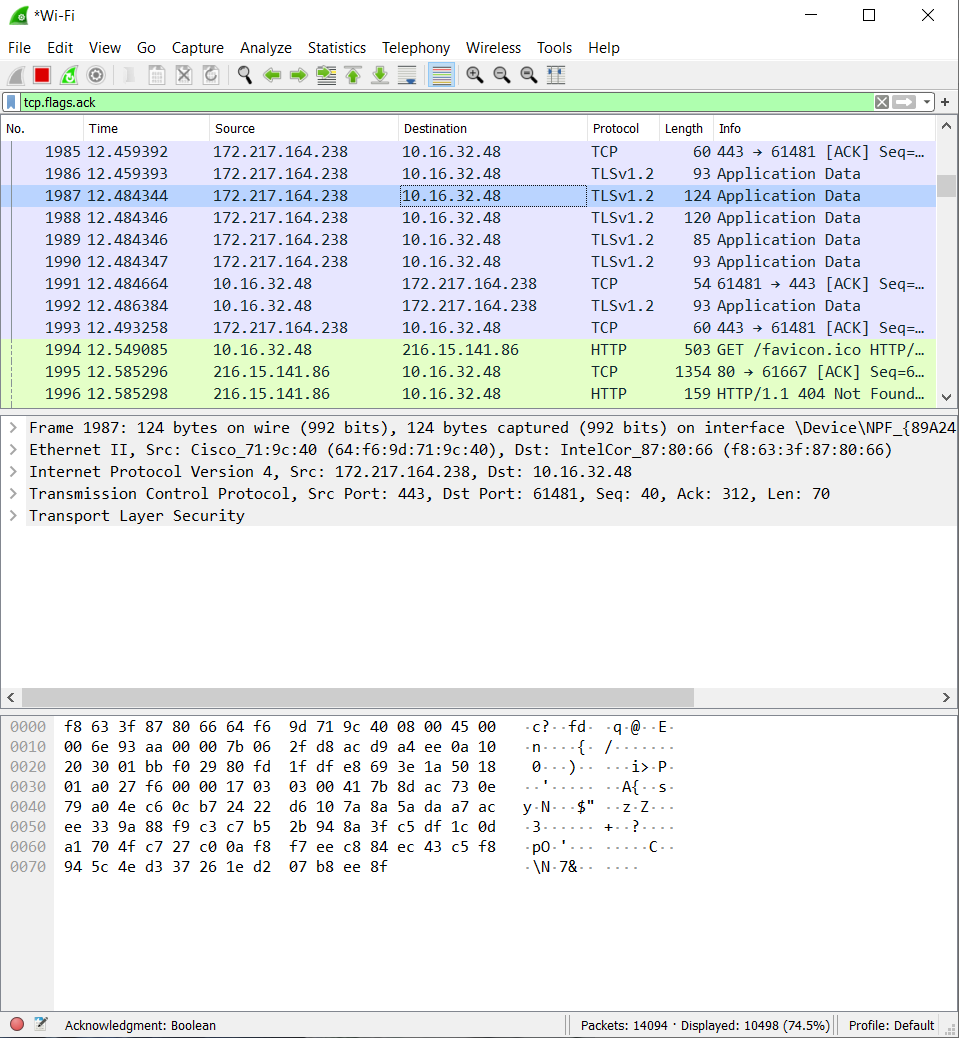 *Wi-Fi
File Edit View Go Capture Analyze Statistics Telephony Wireless Tools Help
tcp.flags.ack
No. Time Source Destination Protocol Length Info
1985 12.459392 172.217.164.238 10.16.32.48 TCP 60 443 → 61481 [ACK] Seq=…
1986 12.459393 172.217.164.238 10.16.32.48 TLSv1.2 93 Application Data
1987 12.484344 172.217.164.238 10.16.32.48 TLSv1.2 124 Application Data
1988 12.484346 172.217.164.238 10.16.32.48 TLSv1.2 120 Application Data
1989 12.484346 172.217.164.238 10.16.32.48 TLSv1.2 85 Application Data
1990 12.484347 172.217.164.238 10.16.32.48 TLSv1.2 93 Application Data
1991 12.484664 10.16.32.48 172.217.164.238 TCP 54 61481 → 443 [ACK] Seq=…
1992 12.486384 10.16.32.48 172.217.164.238 TLSv1.2 93 Application Data
1993 12.493258 172.217.164.238 10.16.32.48 TCP 60 443 → 61481 [ACK] Seq=…
1994 12.549085 10.16.32.48 216.15.141.86 HTTP 503 GET /favicon.ico HTTP/…
1995 12.585296 216.15.141.86 10.16.32.48 TCP 1354 80 → 61667 [ACK] Seq=6…
1996 12.585298 216.15.141.86 10.16.32.48 HTTP 159 HTTP/1.1 404 Not Found…
Frame 1987: 124 bytes on wire (992 bits), 124 bytes captured (992 bits) on interface \Device\NPF_{89A24
Ethernet II, Src: Cisco_71:9c:40 (64:f6:9d:71:9c:40), Dst: IntelCor_87:80:66 (f8:63:3f:87:80:66)
Internet Protocol Version 4, Src: 172.217.164.238, Dst: 10.16.32.48
Transmission Control Protocol, Src Port: 443, Dst Port: 61481, Seq: 40, Ack: 312, Len: 70
Transport Layer Security
0000 f8 63 3f 87 80 66 64 f6 9d 71 9c 40 08 00 45 00 ·c?··fd· ·q·@··E·
0010 00 6e 93 aa 00 00 7b 06 2f d8 ac d9 a4 ee 0a 10 ·n····{· /·······
0020 20 30 01 bb f0 29 80 fd 1f df e8 69 3e 1a 50 18 0···)·· ···i>·P·
0030 01 a0 27 f6 00 00 17 03 03 00 41 7b 8d ac 73 0e ··'····· ··A{··s·
0040 79 a0 4e c6 0c b7 24 22 d6 10 7a 8a 5a da a7 ac y·N···$" ··z·Z···
0050 ee 33 9a 88 f9 c3 c7 b5 2b 94 8a 3f c5 df 1c 0d ·3······ +··?····
0060 a1 70 4f c7 27 c0 0a f8 f7 ee c8 84 ec 43 c5 f8 ·pO·'··· ·····C··
0070 94 5c 4e d3 37 26 1e d2 07 b8 ee 8f ·\N·7&·· ····
Acknowledgment: Boolean Packets: 14094 · Displayed: 10498 (74.5%) Profile: Default